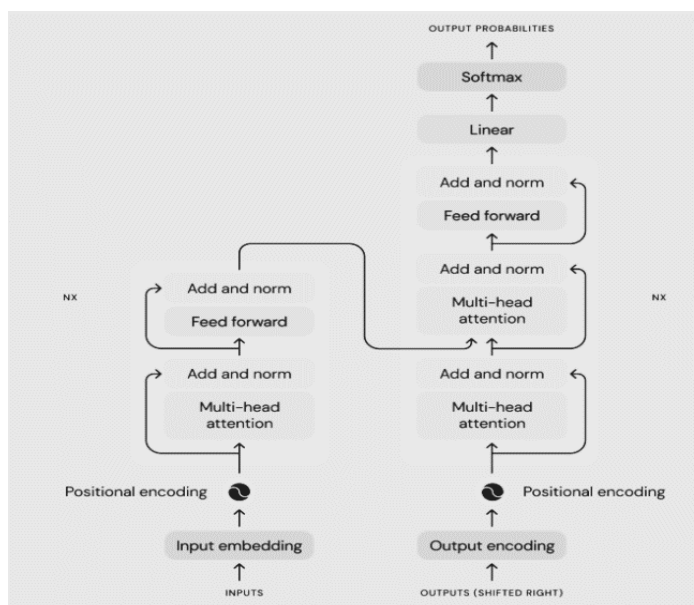 OUTPUT PROBABILITIES
Softmax
Linear
Add and norm
Feed forward
Add and norm
Multi-head
attention
Add and norm
Multi-head
attention
NX
Add and norm
Feed forward
Add and norm
Multi-head
attention
NX
Positional encoding
Positional encoding
Input embedding
Output encoding
INPUTS
OUTPUTS (SHIFTED RIGHT)